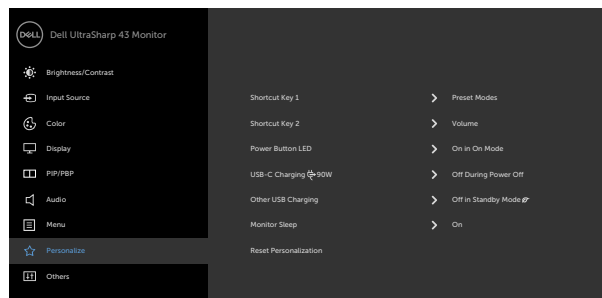 DELL Dell UltraSharp 43 Monitor
Brightness/Contrast
Input Source
Shortcut Key 1 Preset Modes
Color
Shortcut Key 2 Volume
Display
Power Button LED On in On Mode
PIP/PBP
USB-C Charging 90W Off During Power Off
Audio
Other USB Charging Off in Standby Mode
Menu
Monitor Sleep On
Personalize
Reset Personalization
Others